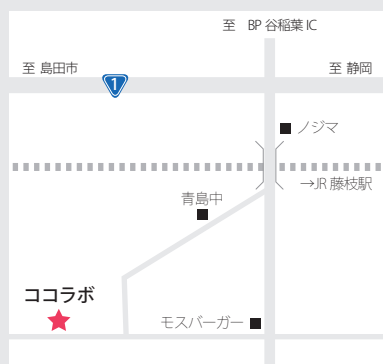 至　BP 谷稲葉 IC
至 島田市
至 静岡
1
ノジマ
→JR 藤枝駅
青島中
ココラボ
モスバーガー